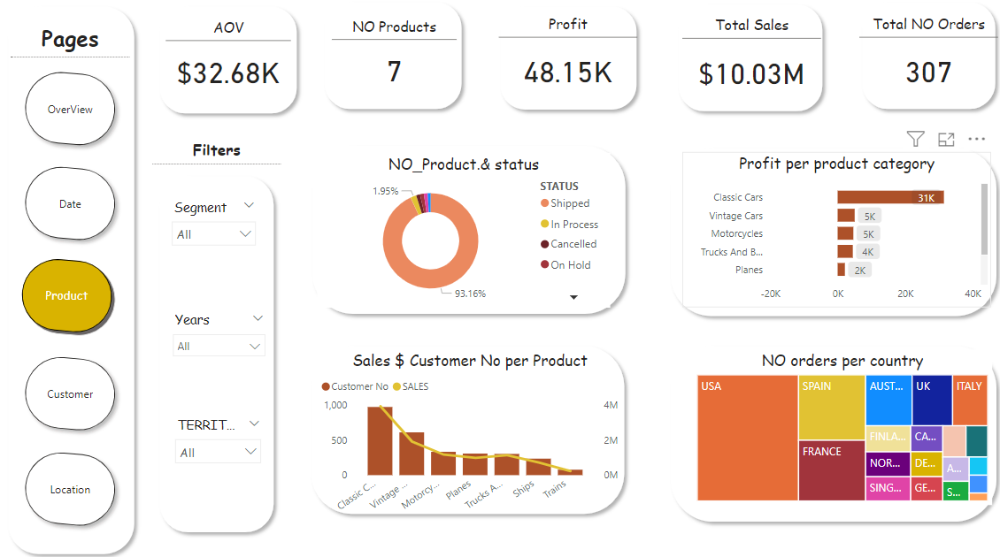 Pages
OverView
Date
Product
Customer
Location
AOV
$32.68K
NO Products
7
Profit
48.15K
Total Sales
$10.03M
Total NO Orders
307
Filters
Segment
All
Years
All
TERRIT...
All
NO_Product.& status
1.95%
93.16%
STATUS
Shipped
In Process
Cancelled
On Hold
Profit per product category
Classic Cars
31K
Vintage Cars
5K
Motorcycles
5K
Trucks And B...
4K
Planes
2K
-20K 0K 20K 40K
Sales $ Customer No per Product
Customer No SALES
1,000 4M
500 2M
0 0M
Classic C... Vintage ... Motorcy... Planes Trucks A... Ships Trains
NO orders per country
USA SPAIN AUST... UK ITALY
FINLA... CA...
FRANCE NOR... DE... A...
SING... GE... S...